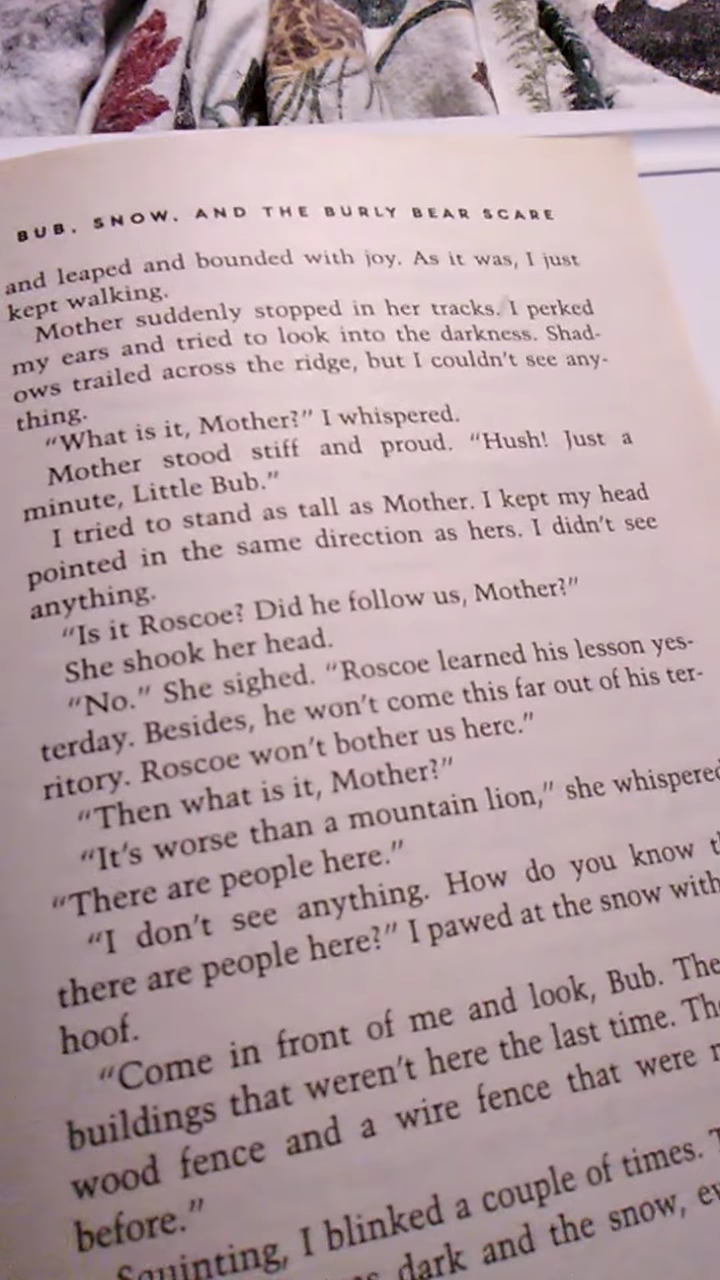 BUB, SNOW, AND THE BURLY BEAR SCARE
and leaped and bounded with joy. As it was, I just
kept walking.
Mother suddenly stopped in her tracks. I perked
my ears and tried to look into the darkness. Shad-
ows trailed across the ridge, but I couldn't see any-
thing.
"What is it, Mother?" I whispered.
Mother stood stiff and proud. "Hush! Just a
minute, Little Bub."
I tried to stand as tall as Mother. I kept my head
pointed in the same direction as hers. I didn't see
anything.
"Is it Roscoe? Did he follow us, Mother?"
She shook her head.
"No." She sighed. "Roscoe learned his lesson yes-
terday. Besides, he won't come this far out of his ter-
ritory. Roscoe won't bother us here."
"Then what is it, Mother?"
"It's worse than a mountain lion," she whispered
"There are people here."
"I don't see anything. How do you know
there are people here?" I pawed at the snow with
hoof.
"Come in front of me and look, Bub.
buildings that weren't here the last time.
wood fence and a wire fence that were
before."
Squinting, I blinked a couple of times.
dark and the snow,